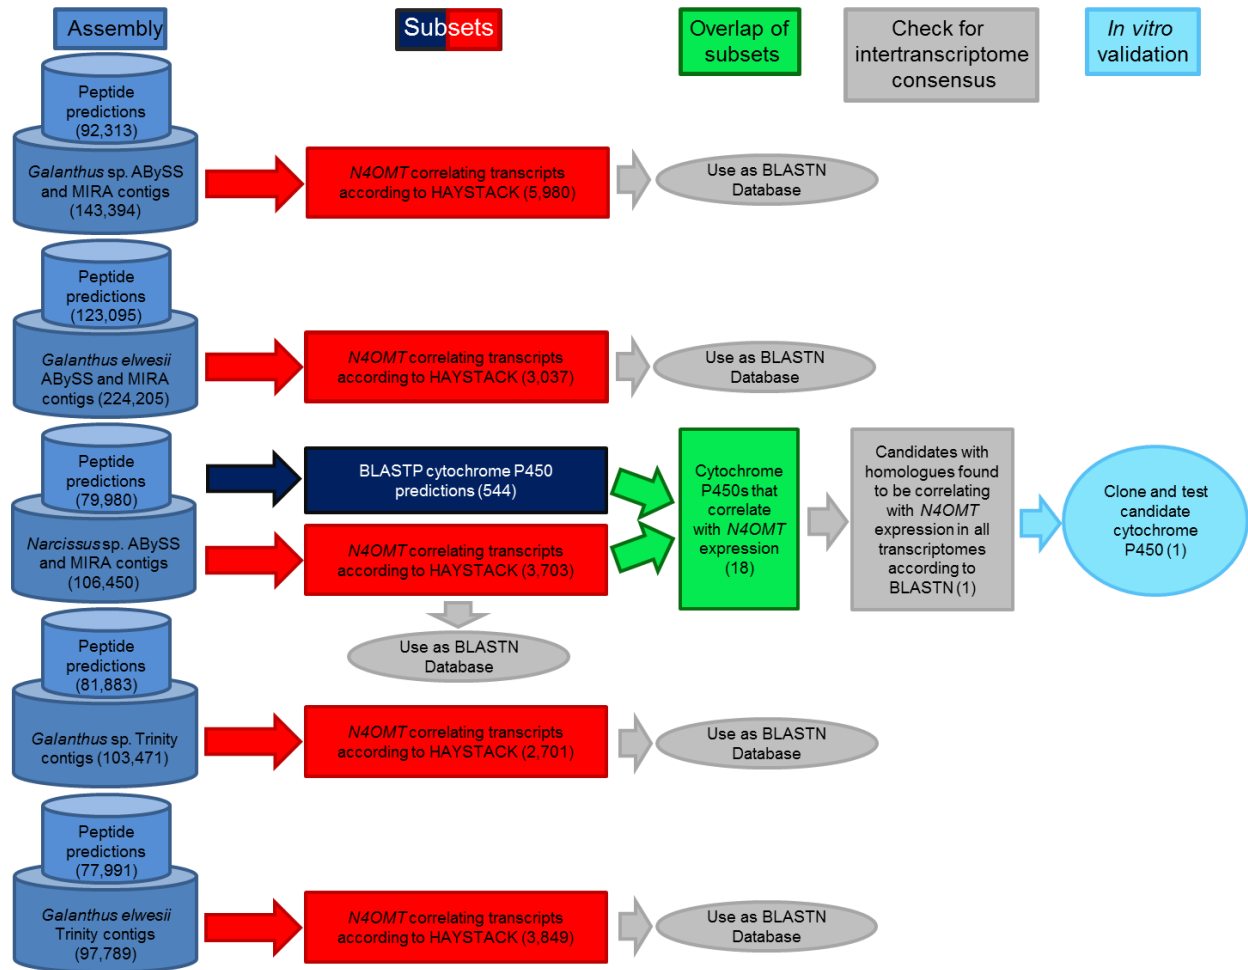 Assembly
Subsets
Overlap of
subsets
Check for
intertranscriptome
consensus
In vitro
validation
Peptide
predictions
(92,313)
Galanthus sp. ABySS
and MIRA contigs
(143,394)
N4OMT correlating transcripts
according to HAYSTACK (5,980)
Use as BLASTN
Database
Peptide
predictions
(123,095)
Galanthus elwesii
ABySS and MIRA
contigs (224,205)
N4OMT correlating transcripts
according to HAYSTACK (3,037)
Use as BLASTN
Database
Peptide
predictions
(79,980)
Narcissus sp. ABySS
and MIRA contigs
(106,450)
BLASTP cytochrome P450
predictions (544)
N4OMT correlating transcripts
according to HAYSTACK (3,703)
Use as BLASTN
Database
Cytochrome
P450s that
correlate
with N4OMT
expression
(18)
Candidates with
homologues found
to be correlating
with N4OMT
expression in all
transcriptomes
according to
BLASTN (1)
Clone and test
candidate
cytochrome
P450 (1)
Peptide
predictions
(81,883)
Galanthus sp. Trinity
contigs (103,471)
N4OMT correlating transcripts
according to HAYSTACK (2,701)
Use as BLASTN
Database
Peptide
predictions
(77,991)
Galanthus elwesii
Trinity contigs
(97,789)
N4OMT correlating transcripts
according to HAYSTACK (3,849)
Use as BLASTN
Database